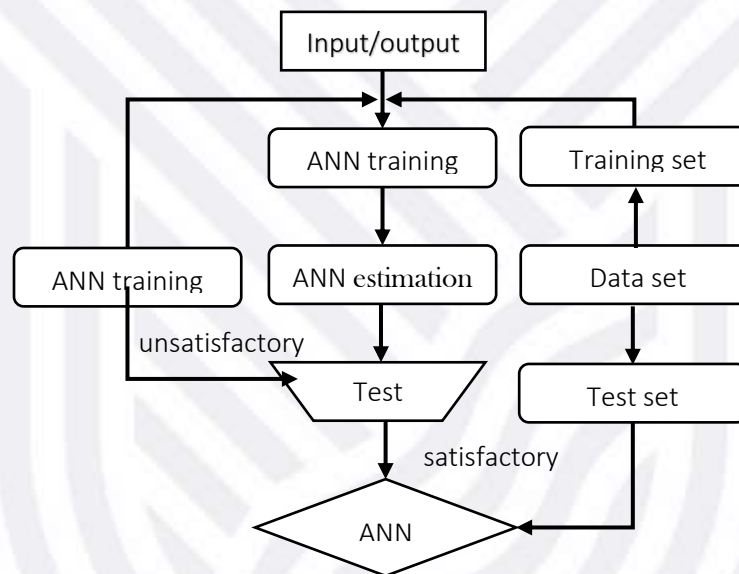 Input/output
ANN training
Training set
ANN training
ANN estimation
Data set
unsatisfactory
Test
Test set
satisfactory
ANN